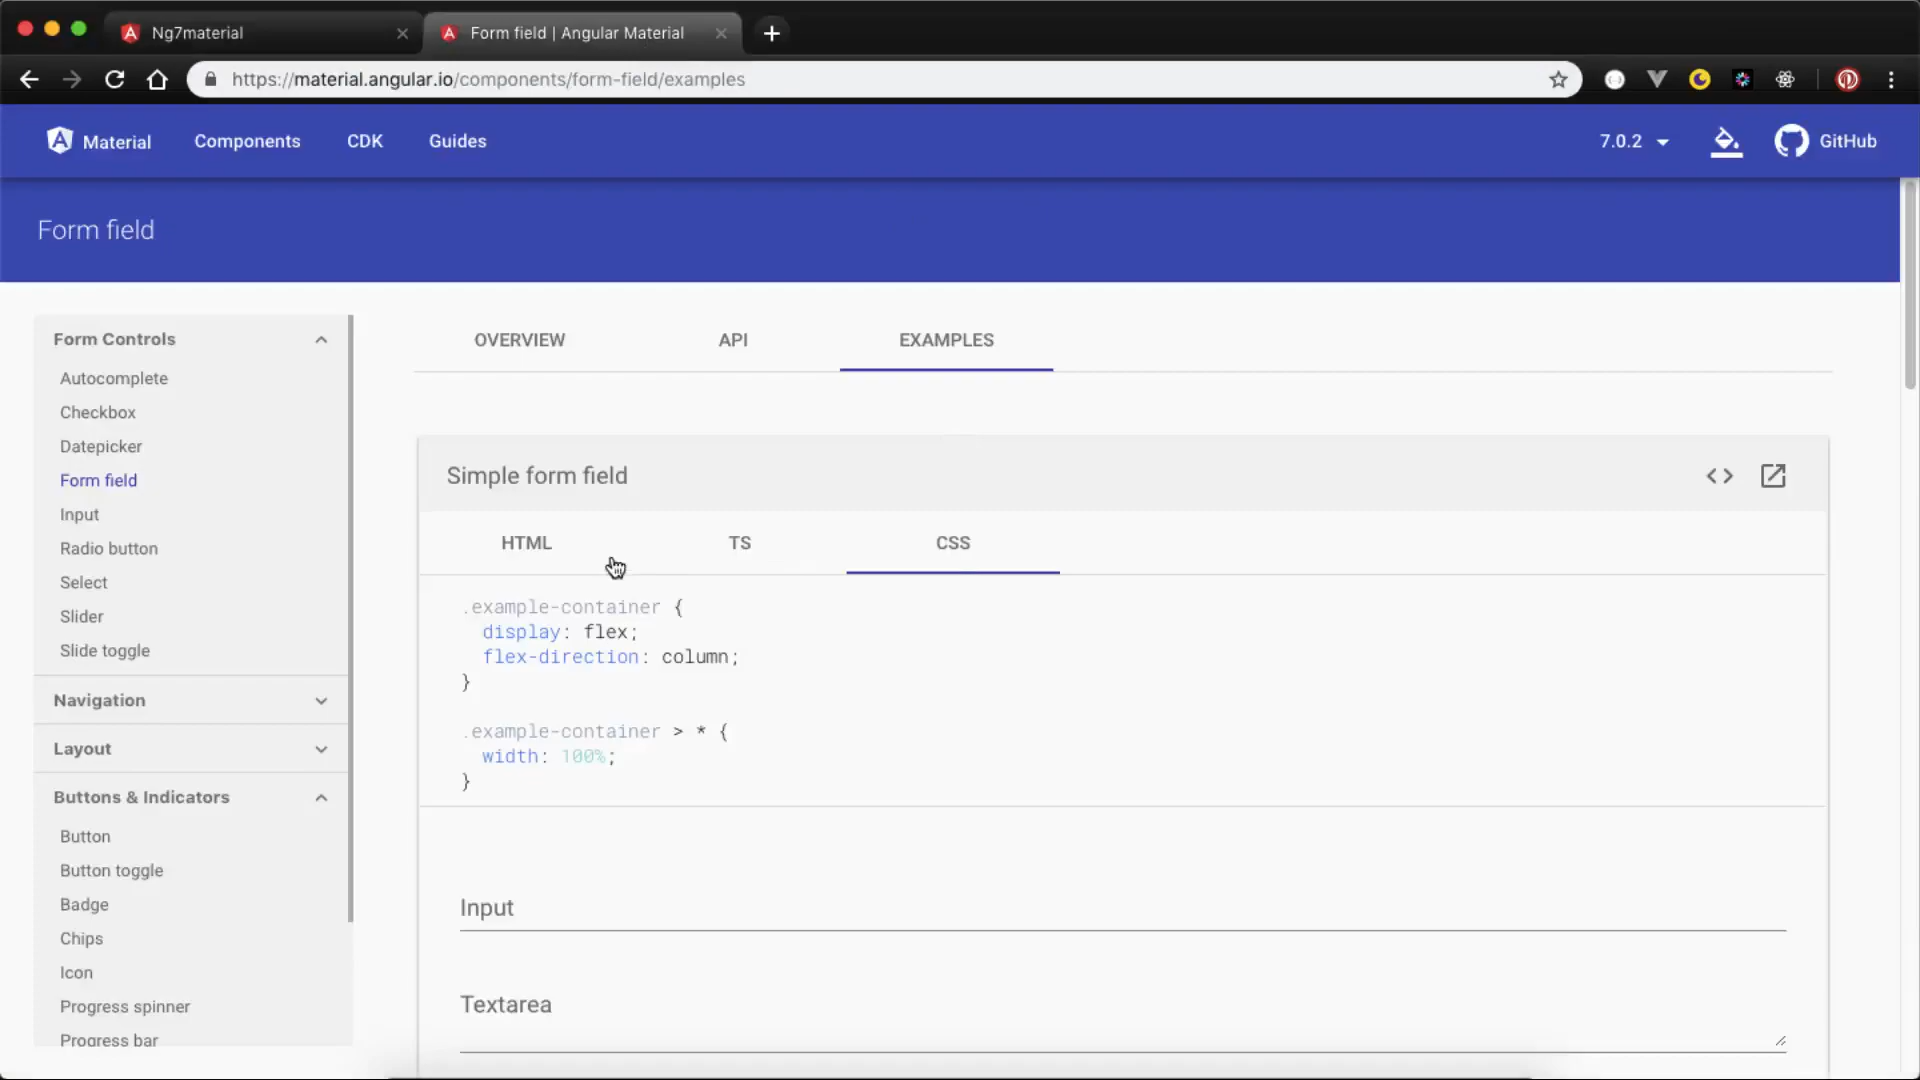 Ng7material
Form field | Angular Material
https://material.angular.io/components/form-field/examples
Material
Components
CDK
Guides
7.0.2
GitHub
Form field
Form Controls
Autocomplete
Checkbox
Datepicker
Form field
Input
Radio button
Select
Slider
Slide toggle
Navigation
Layout
Buttons & Indicators
Button
Button toggle
Badge
Chips
Icon
Progress spinner
Progress bar
OVERVIEW
API
EXAMPLES
Simple form field
HTML
TS
CSS
.example-container {
display: flex;
flex-direction: column;
}
.example-container > * {
width: 100%;
}
Input
Textarea